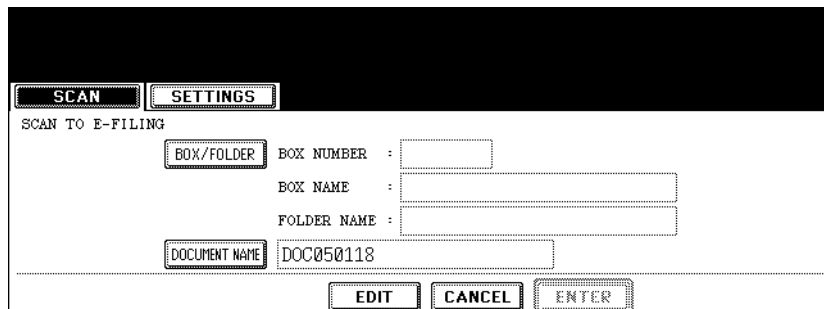 SCAN SETTINGS
SCAN TO E-FILING
BOX/FOLDER BOX NUMBER :
BOX NAME :
FOLDER NAME :
DOCUMENT NAME DOC050118
EDIT CANCEL ENTER